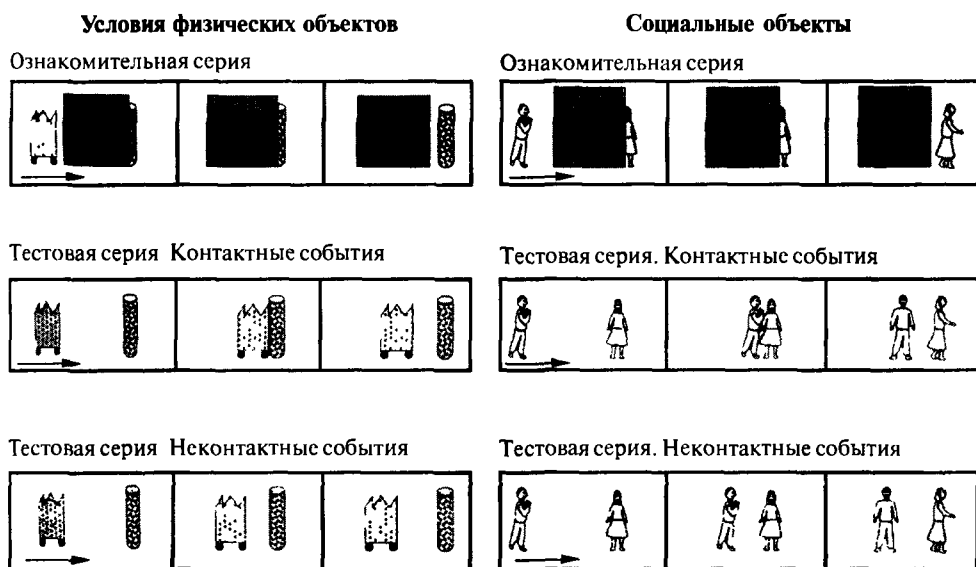 Условия физических объектов
Ознакомительная серия
Тестовая серия Контактные события
Тестовая серия Неконтактные события
Социальные объекты
Ознакомительная серия
Тестовая серия. Контактные события
Тестовая серия. Неконтактные события